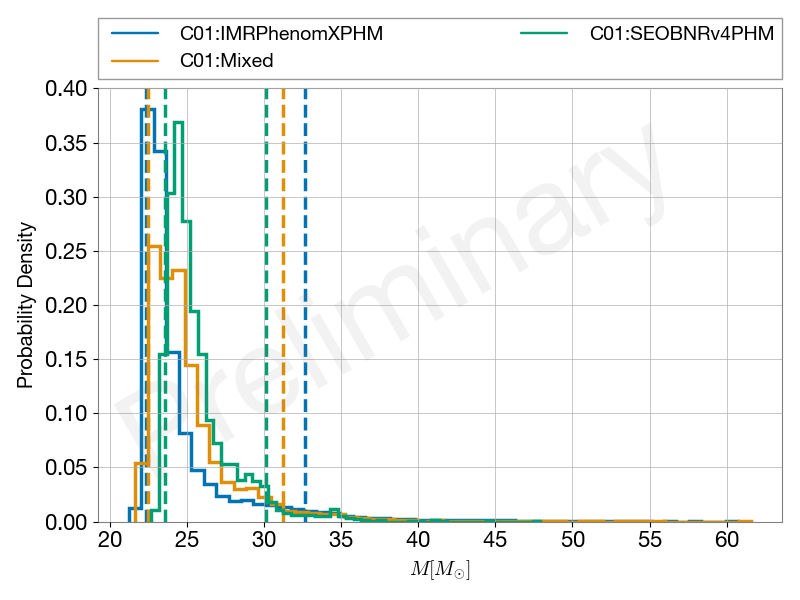 C01:IMRPhenomXPHM
C01:Mixed
C01:SEOBNRv4PHM
0.40
0.35
0.30
0.25
0.20
0.15
0.10
0.05
0.00
Probability Density
Preliminary
20 25 30 35 40 45 50 55 60
M[M⊙]